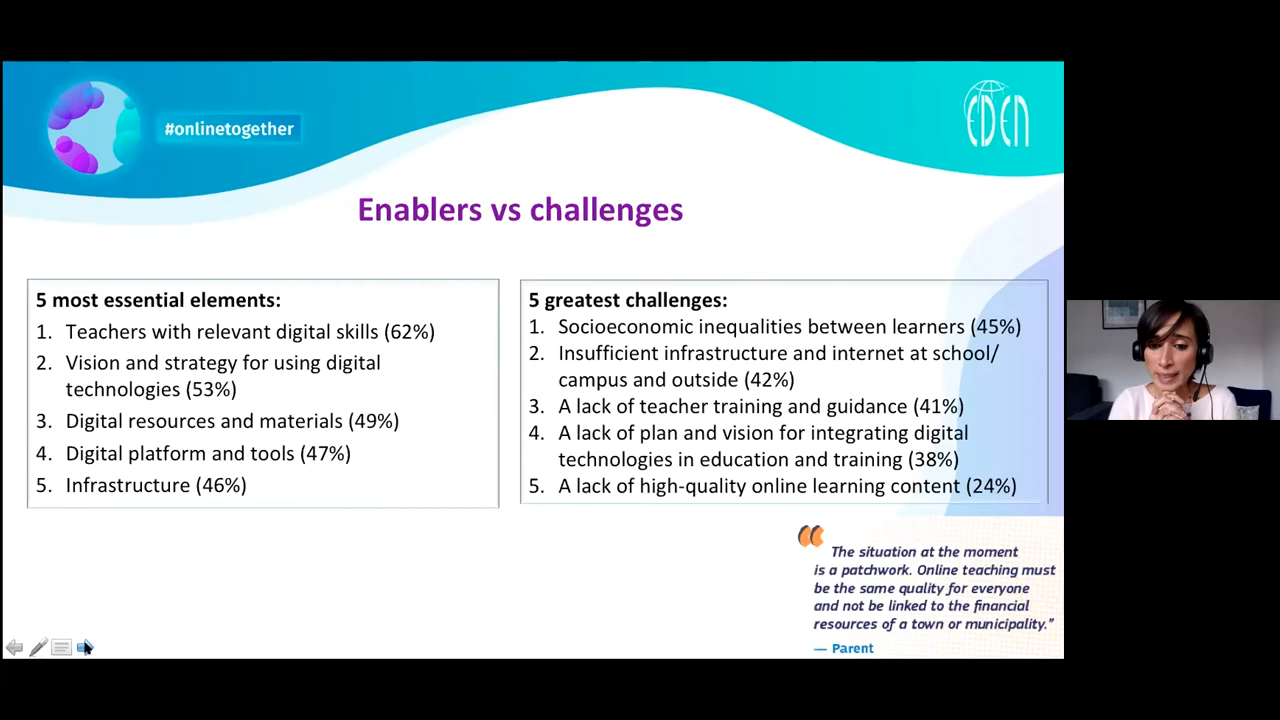 #onlinetogether
EDEN
Enablers vs challenges
5 most essential elements:
1. Teachers with relevant digital skills (62%)
2. Vision and strategy for using digital
technologies (53%)
3. Digital resources and materials (49%)
4. Digital platform and tools (47%)
5. Infrastructure (46%)
5 greatest challenges:
1. Socioeconomic inequalities between learners (45%)
2. Insufficient infrastructure and internet at school/
campus and outside (42%)
3. A lack of teacher training and guidance (41%)
4. A lack of plan and vision for integrating digital
technologies in education and training (38%)
5. A lack of high-quality online learning content (24%)
“ The situation at the moment
is a patchwork. Online teaching must
be the same quality for everyone
and not be linked to the financial
resources of a town or municipality.”
— Parent